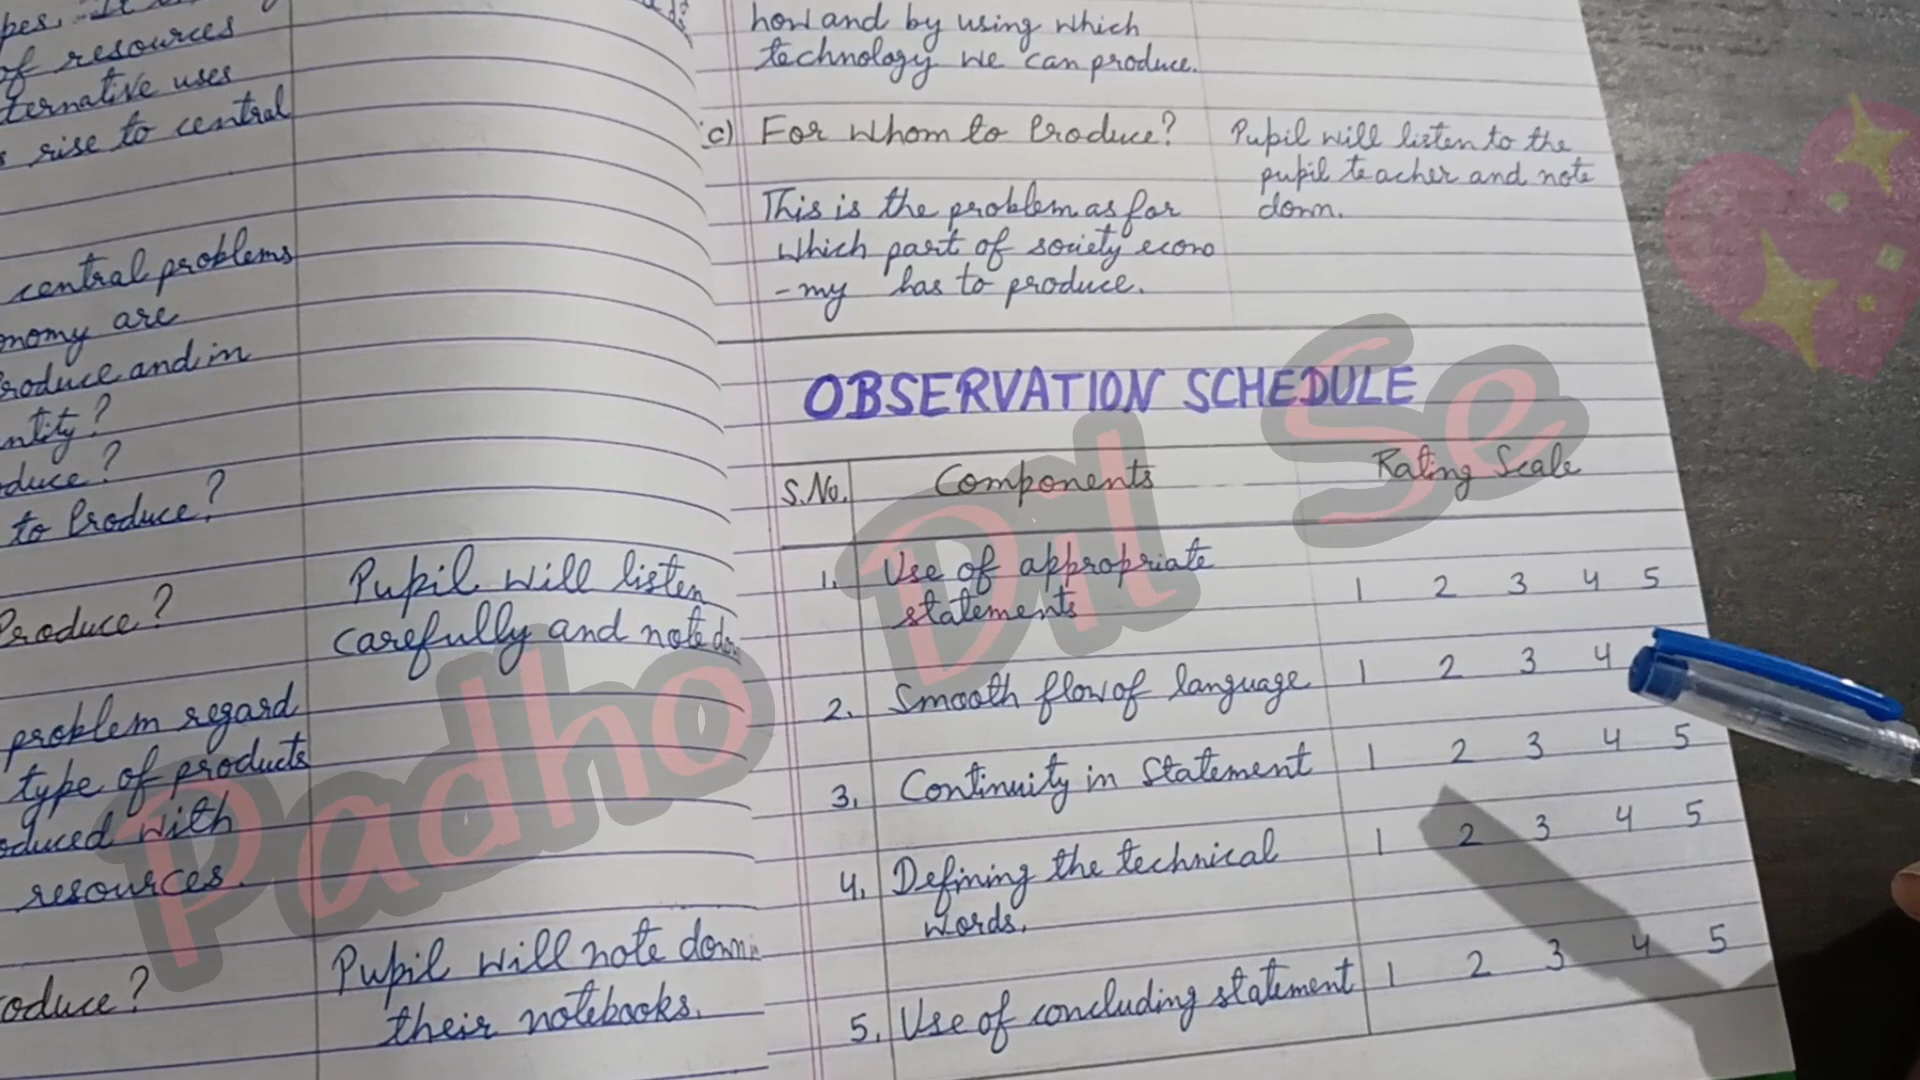 pes.
of resources
ternative uses
rise to central
central problems
nomy are
roduce and in
ntity?
duce?
to Produce?
Produce?
Pupil will listen
carefully and note do
problem regard
type of products
oduced with
resources.
oduce?
Pupil will note down in
their notebooks.
how and by using which
technology we can produce.
c) For Whom to Produce?
Pupil will listen to the
pupil teacher and note
down.
This is the problem as for
which part of society econo
-my has to produce.
OBSERVATION SCHEDULE
S.No. Components Rating Scale
1. Use of appropriate
statements
1 2 3 4 5
2. Smooth flow of language 1 2 3 4
3. Continuity in Statement 1 2 3 4 5
4. Defining the technical
words.
1 2 3 4 5
5. Use of concluding statement 1 2 3 4 5
Padho Dil Se